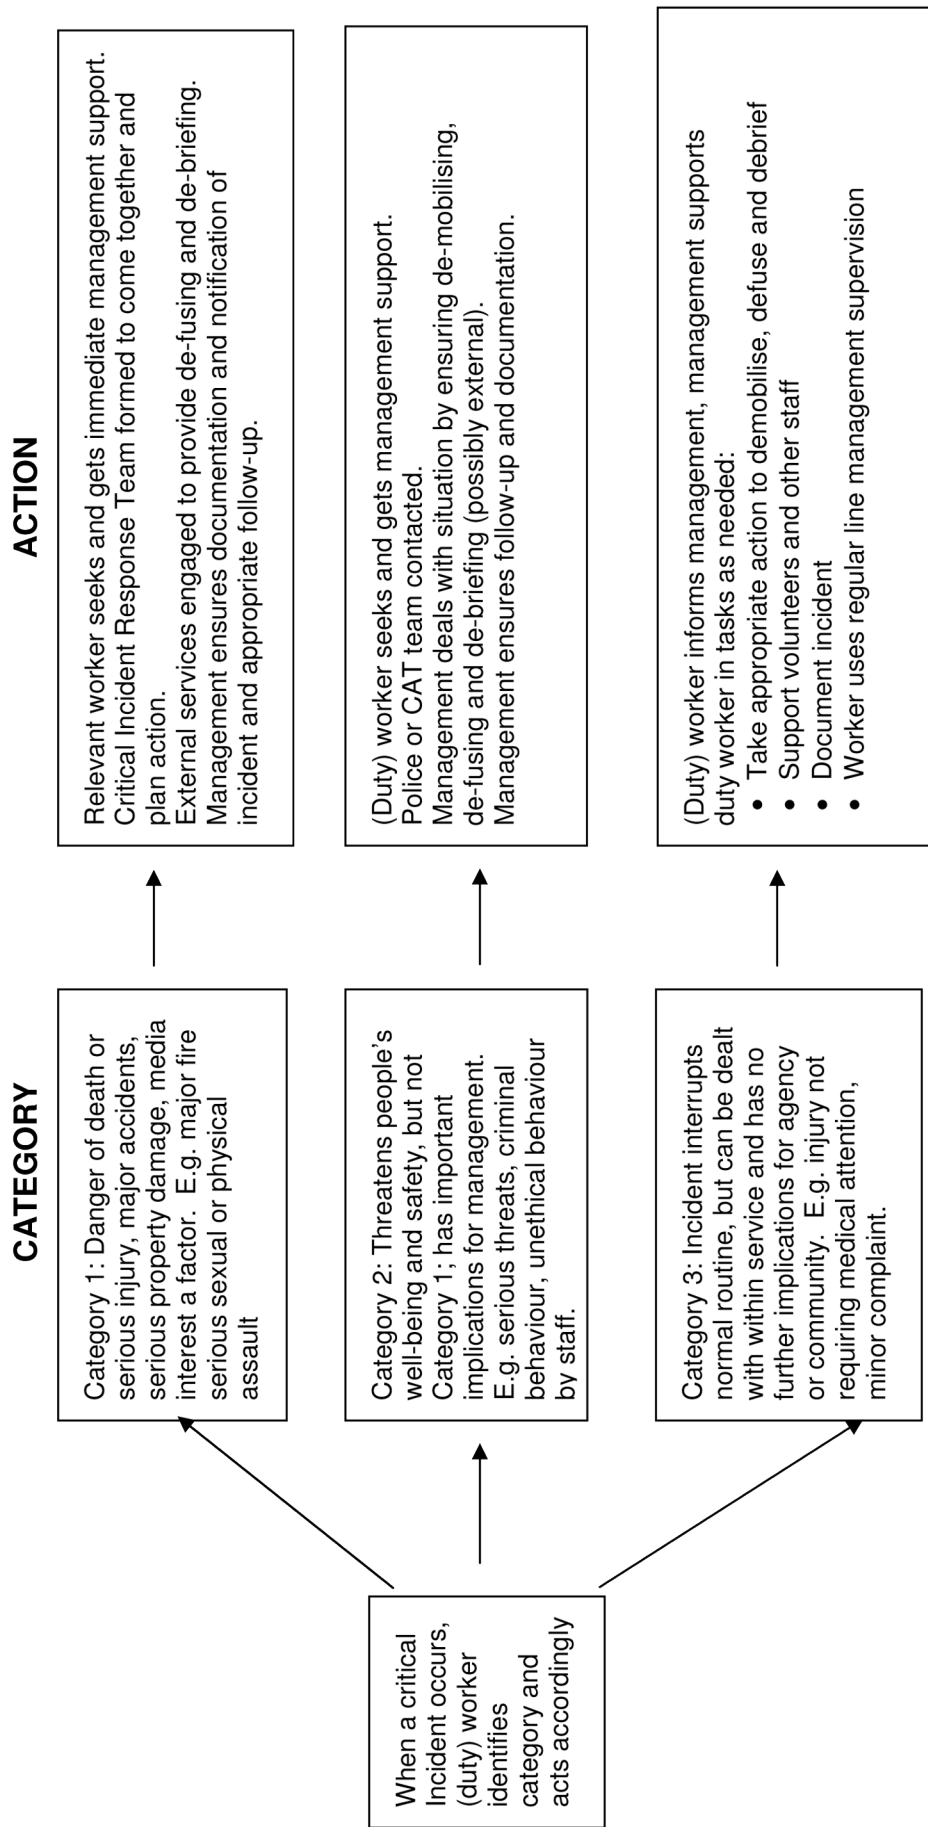 CATEGORY
ACTION
When a critical
Incident occurs,
(duty) worker
identifies
category and
acts accordingly
Category 1: Danger of death or
serious injury, major accidents,
serious property damage, media
interest a factor.  E.g. major fire
serious sexual or physical
assault
Relevant worker seeks and gets immediate management support.
Critical Incident Response Team formed to come together and
plan action.
External services engaged to provide de-fusing and de-briefing.
Management ensures documentation and notification of
incident and appropriate follow-up.
Category 2: Threatens people’s
well-being and safety, but not
Category 1; has important
implications for management.
E.g. serious threats, criminal
behaviour, unethical behaviour
by staff.
(Duty) worker seeks and gets management support.
Police or CAT team contacted.
Management deals with situation by ensuring de-mobilising,
de-fusing and de-briefing (possibly external).
Management ensures follow-up and documentation.
Category 3: Incident interrupts
normal routine, but can be dealt
with within service and has no
further implications for agency
or community.  E.g. injury not
requiring medical attention,
minor complaint.
(Duty) worker informs management, management supports
duty worker in tasks as needed:
• Take appropriate action to demobilise, defuse and debrief
• Support volunteers and other staff
• Document incident
• Worker uses regular line management supervision